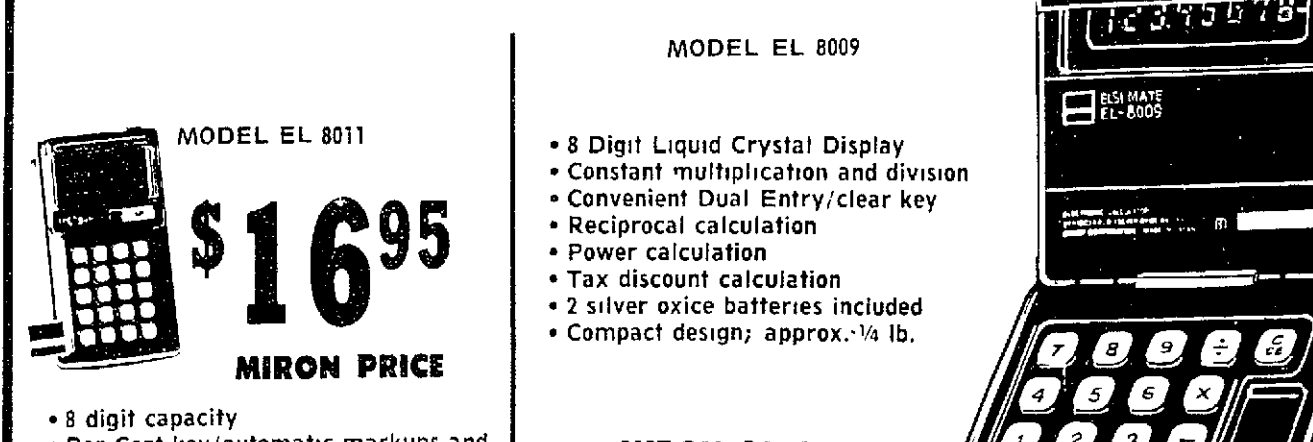 MODEL EL 8011
$16.95
MIRON PRICE
• 8 digit capacity
MODEL EL 8009
• 8 Digit Liquid Crystal Display
• Constant multiplication and division
• Convenient Dual Entry/clear key
• Reciprocal calculation
• Power calculation
• Tax discount calculation
• 2 silver oxice batteries included
• Compact design; approx. ¼ lb.
ELSI MATE
EL-8009
7 8 9 ÷ C CE
4 5 6 ×
1 2 3 −